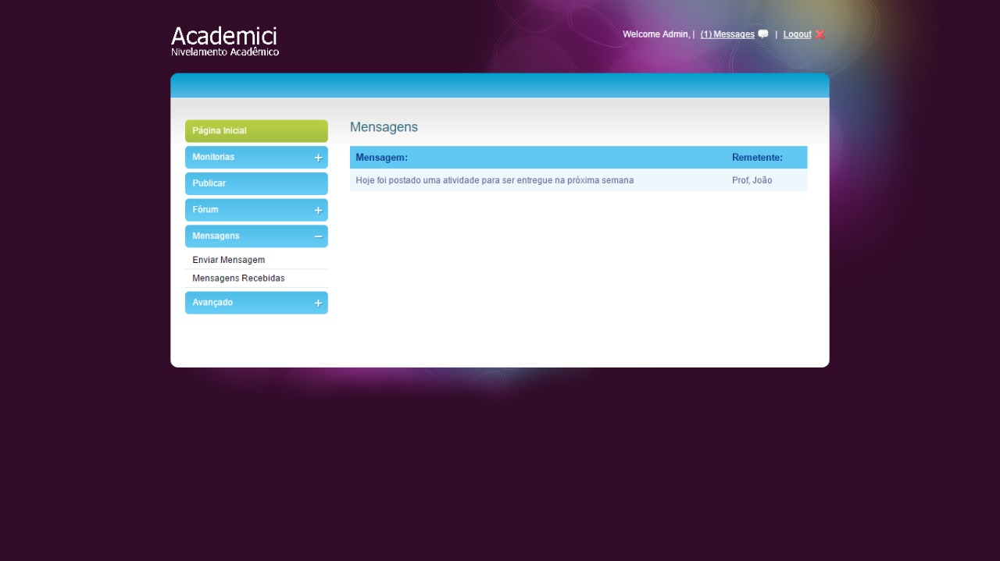 Academici
Nivelamento Acadêmico
Welcome Admin, | (1) Messages | Logout
Página Inicial
Monitorias
Publicar
Fórum
Mensagens
Enviar Mensagem
Mensagens Recebidas
Avançado
Mensagens
Mensagem: Remetente:
Hoje foi postado uma atividade para ser entregue na próxima semana Prof, João